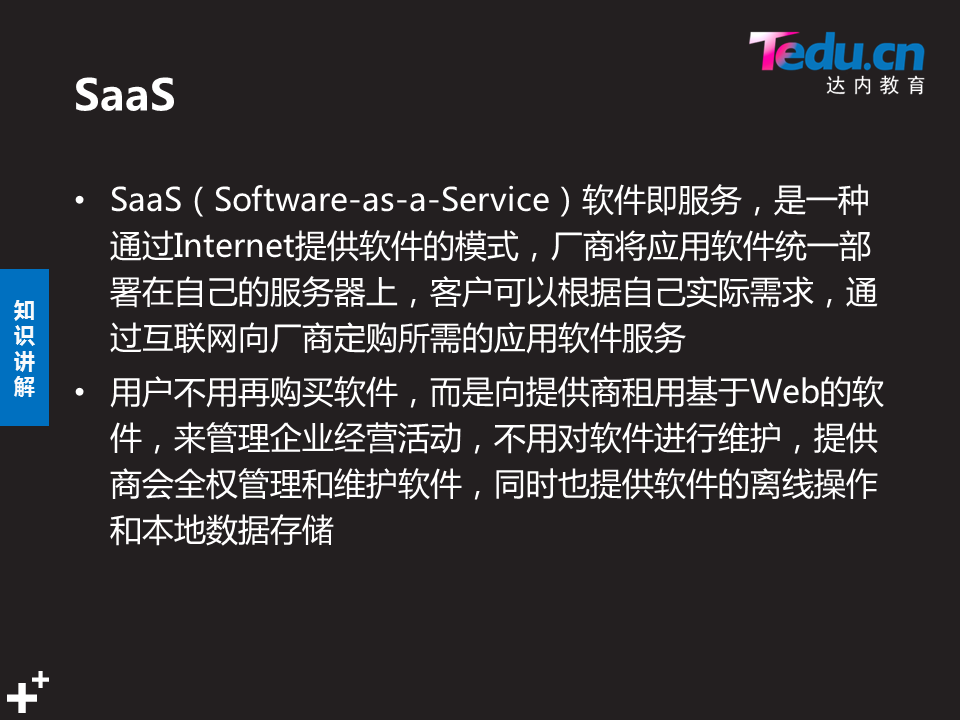 Tedu.cn
达内教育
SaaS
• SaaS（Software-as-a-Service）软件即服务，是一种
通过Internet提供软件的模式，厂商将应用软件统一部
署在自己的服务器上，客户可以根据自己实际需求，通
过互联网向厂商定购所需的应用软件服务
• 用户不用再购买软件，而是向提供商租用基于Web的软
件，来管理企业经营活动，不用对软件进行维护，提供
商会全权管理和维护软件，同时也提供软件的离线操作
和本地数据存储
知
识
讲
解